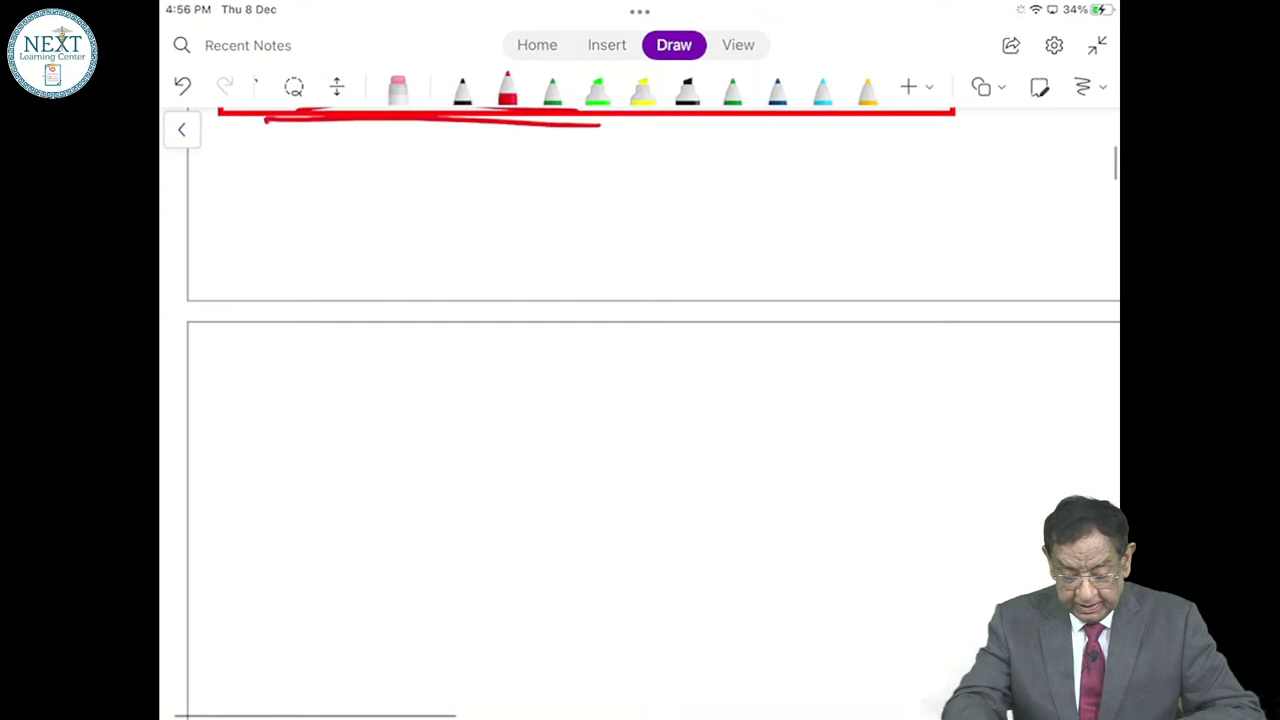 4:56 PM Thu 8 Dec
34%
NEXT
Learning Center
Recent Notes
Home
Insert
Draw
View